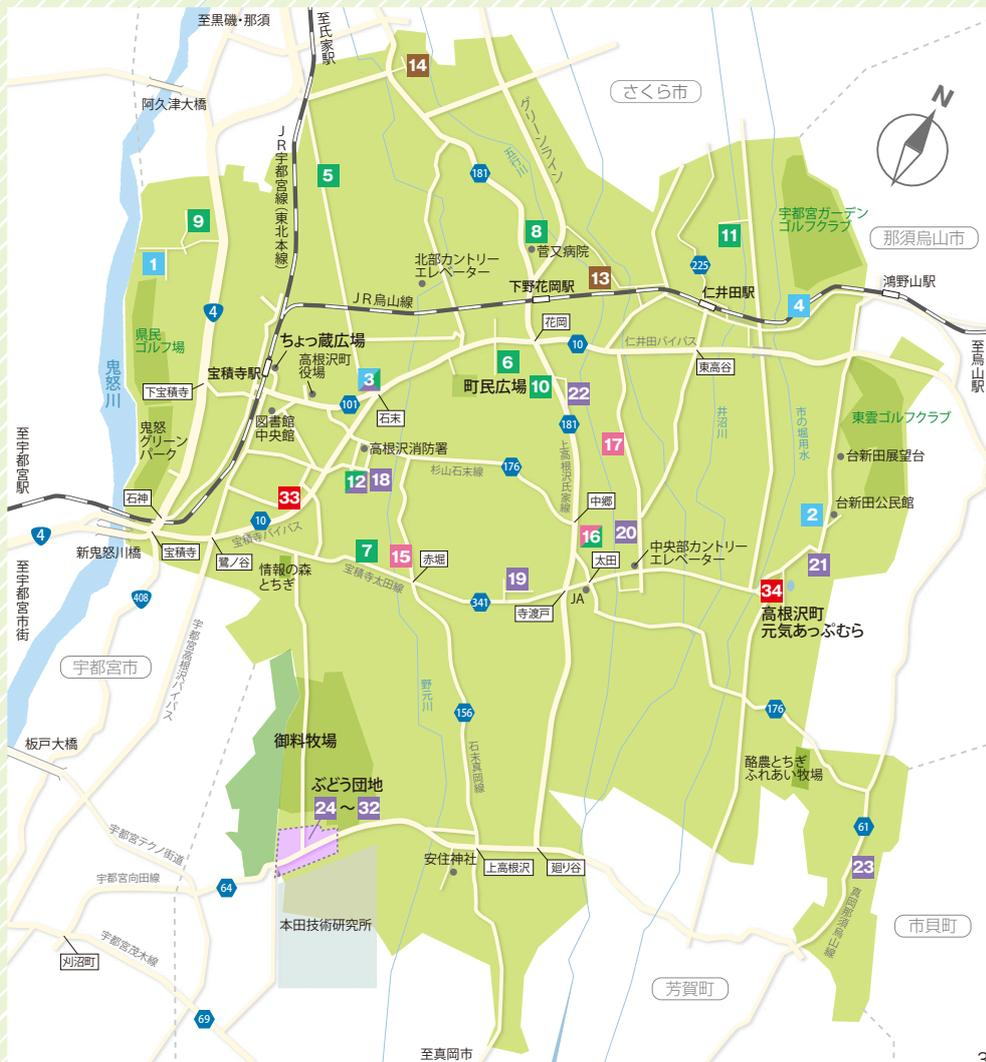 至黒磯・那須
至氏家駅
14
さくら市
N
阿久津大橋
JR宇都宮線（東北本線）
グリーンライン
五行川
181
5
9
8
菅又病院
11
宇都宮ガーデン
ゴルフクラブ
那須烏山市
1
北部カントリー
エレベーター
225
13
下野花岡駅
仁井田駅
鴻野山駅
4
JR烏山線
4
花岡
10
仁井田バイパス
至烏山駅
県民
ゴルフ場
ちょっ蔵広場
高根沢町
役場
宝積寺駅
下宝積寺
鬼怒川
3
101
石末
6
町民広場
10
22
東高谷
181
井沼川
市の堀用水
東雲ゴルフクラブ
図書館
中央館
鬼怒
グリーン
パーク
高根沢消防署
杉山石末線
176
上高根沢氏家線
17
台新田展望台
至宇都宮駅
石神
33
12
18
中郷
台新田公民館
2
4
10
宝積寺バイパス
16
20
中央部カントリー
エレベーター
新鬼怒川橋
宝積寺
鷺ノ谷
7
15
赤堀
太田
21
情報の森
とちぎ
宝積寺太田線
19
341
JA
寺渡戸
34
高根沢町
元気あっぷむら
至宇都宮市街
408
宇都宮市
宇都宮高根沢バイパス
野元川
156
176
板戸大橋
御料牧場
石末真岡線
酪農とちぎ
ふれあい牧場
ぶどう団地
24～32
61
宇都宮テクノ街道
23
安住神社
上高根沢
廻り谷
宇都宮向田線
64
真岡那須烏山線
本田技術研究所
市貝町
宇都宮茂木線
刈沼町
芳賀町
69
至真岡市
3